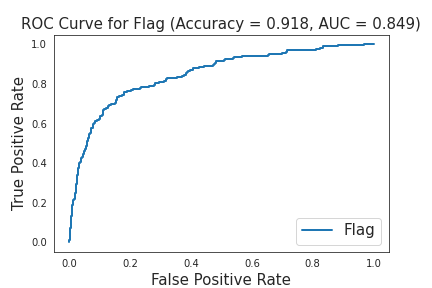 ROC Curve for Flag (Accuracy = 0.918, AUC = 0.849)
True Positive Rate
1.0
0.8
0.6
0.4
0.2
0.0
0.0 0.2 0.4 0.6 0.8 1.0
False Positive Rate
Flag